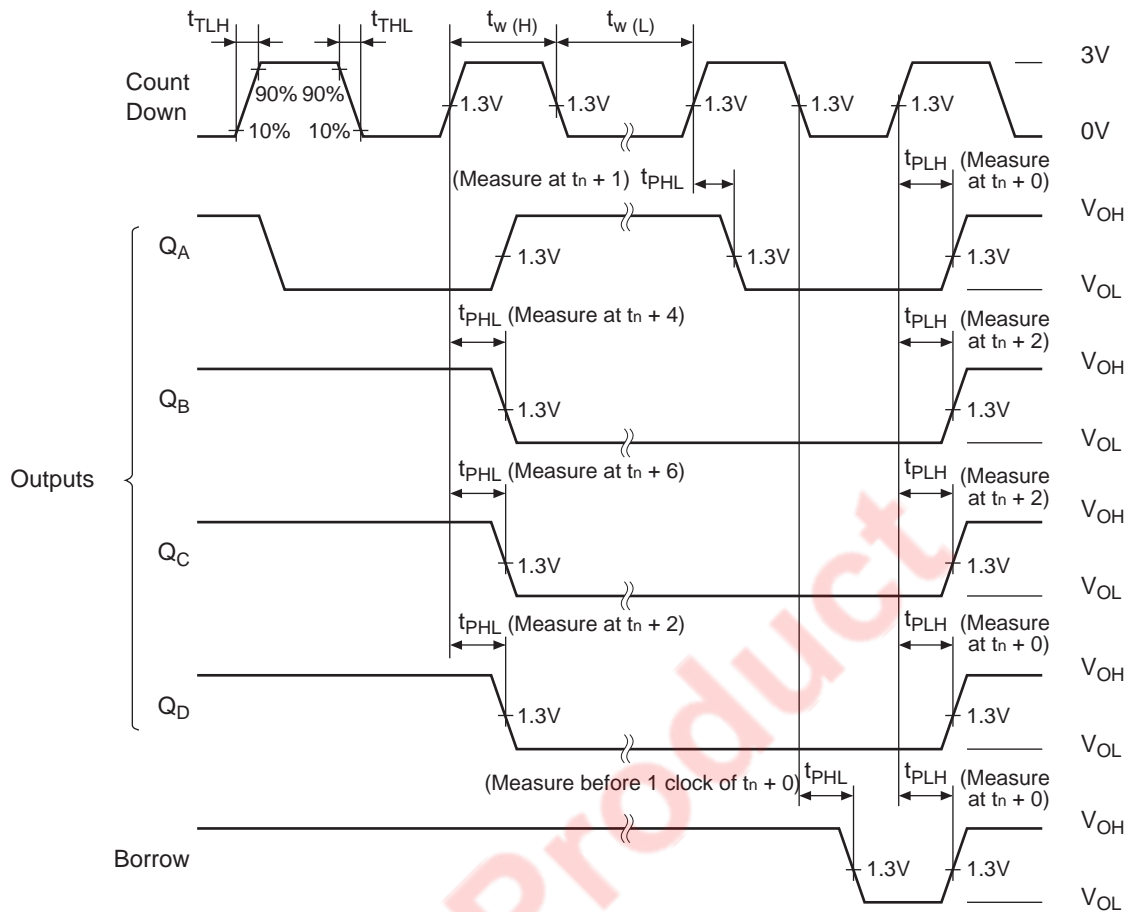 tTLH tTHL tw (H) tw (L)
3V
Count
Down
90% 90% 1.3V 1.3V 1.3V 1.3V 1.3V
10% 10%
0V
(Measure at tn + 1) tPHL
tPLH (Measure
at tn + 0)
VOH
QA
1.3V 1.3V 1.3V
VOL
tPHL (Measure at tn + 4)
tPLH (Measure
at tn + 2)
VOH
QB
1.3V 1.3V
VOL
Outputs
tPHL (Measure at tn + 6)
tPLH (Measure
at tn + 2)
VOH
QC
1.3V 1.3V
VOL
tPHL (Measure at tn + 2)
tPLH (Measure
at tn + 0)
VOH
QD
1.3V 1.3V
VOL
(Measure before 1 clock of tn + 0) tPHL
tPLH (Measure
at tn + 0)
VOH
Borrow
1.3V 1.3V
VOL
Product